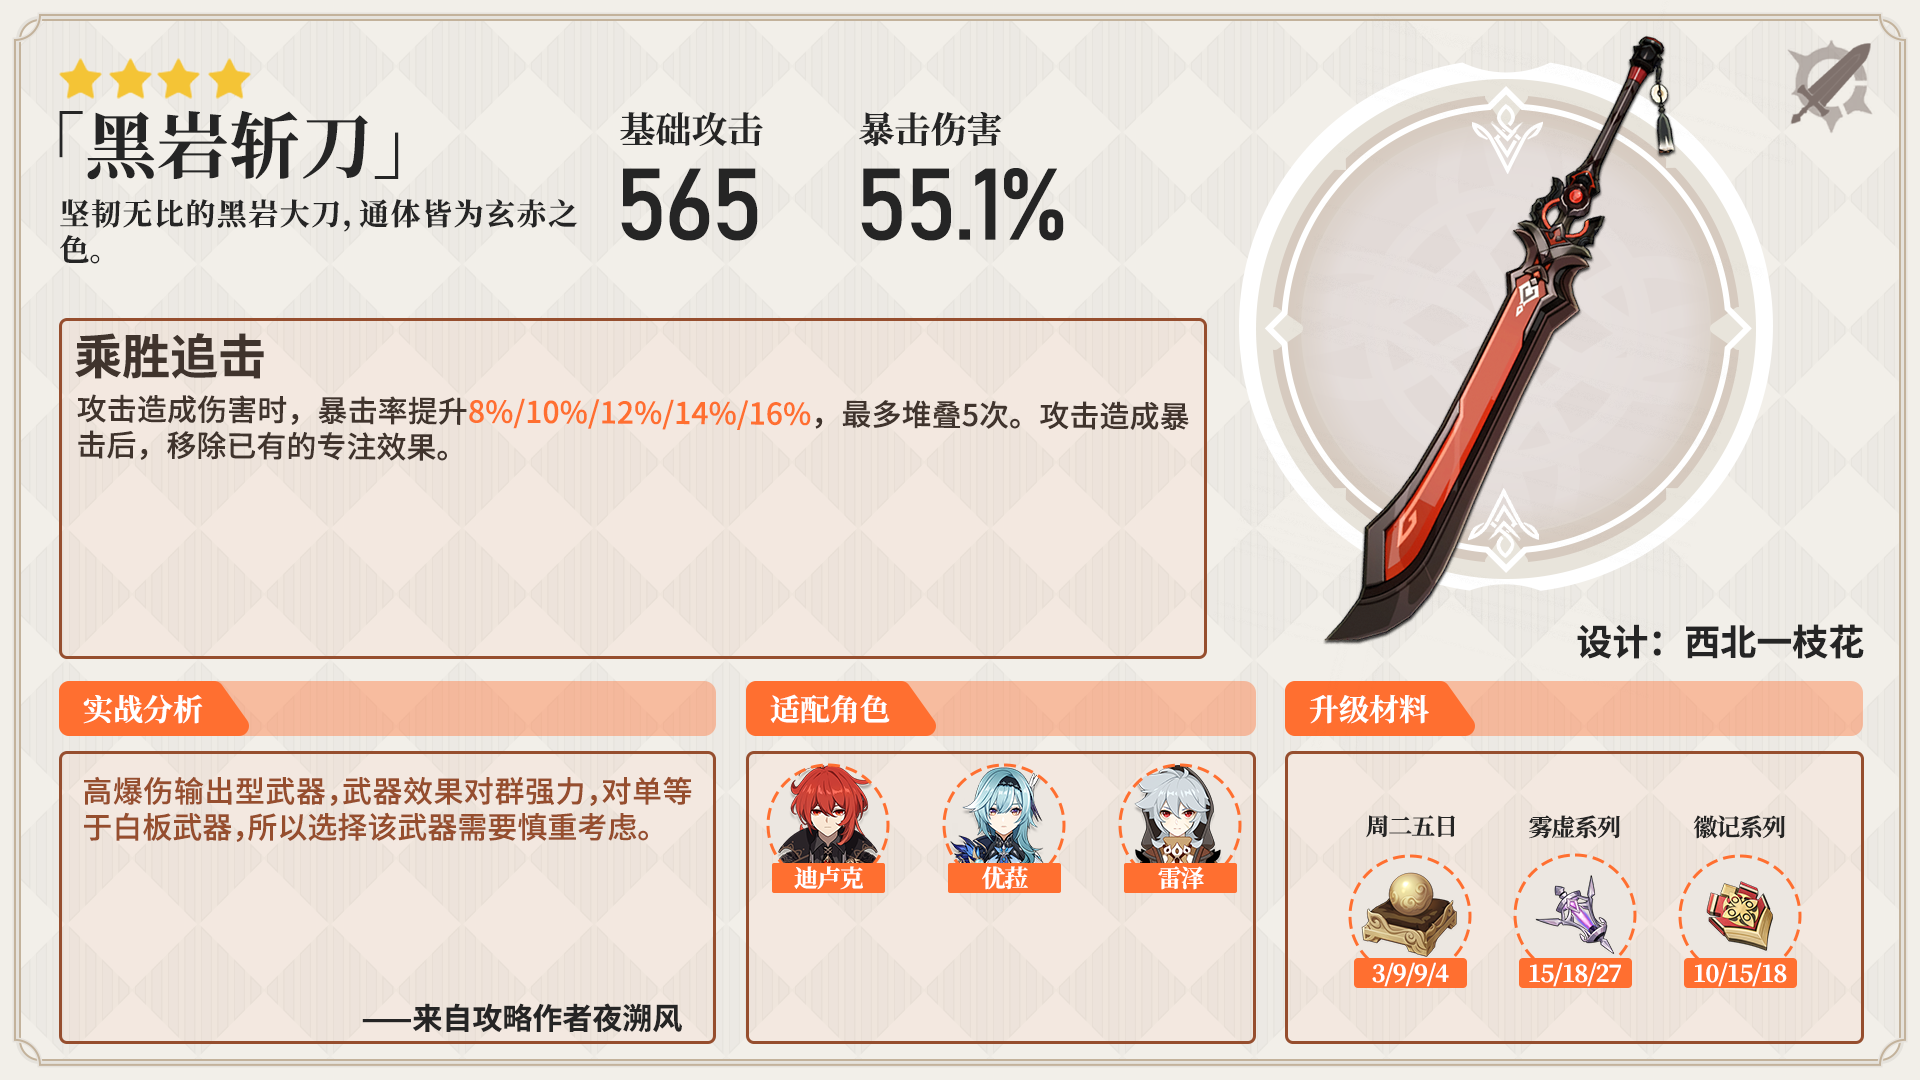 「黑岩斩刀」
坚韧无比的黑岩大刀，通体皆为玄赤之
色。
基础攻击
565
暴击伤害
55.1%
乘胜追击
攻击造成伤害时，暴击率提升8%/10%/12%/14%/16%，最多堆叠5次。攻击造成暴
击后，移除已有的专注效果。
设计：西北一枝花
实战分析
高爆伤输出型武器，武器效果对群强力，对单等
于白板武器，所以选择该武器需要慎重考虑。
——来自攻略作者夜溯风
适配角色
迪卢克
优菈
雷泽
升级材料
周二五日
雾虚系列
徽记系列
3/9/9/4
15/18/27
10/15/18